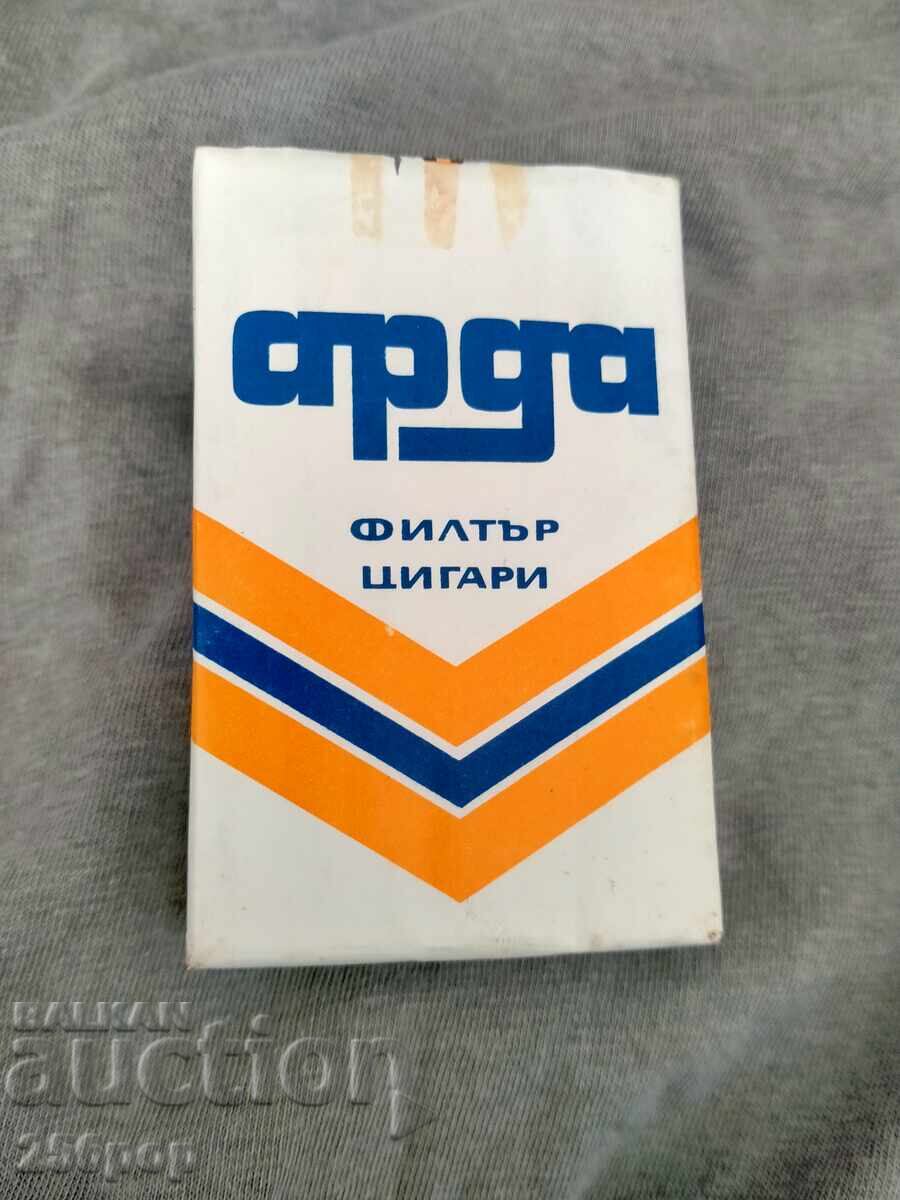 арда
ФИЛТЪР
ЦИГАРИ
BALKAN
auction
256pop